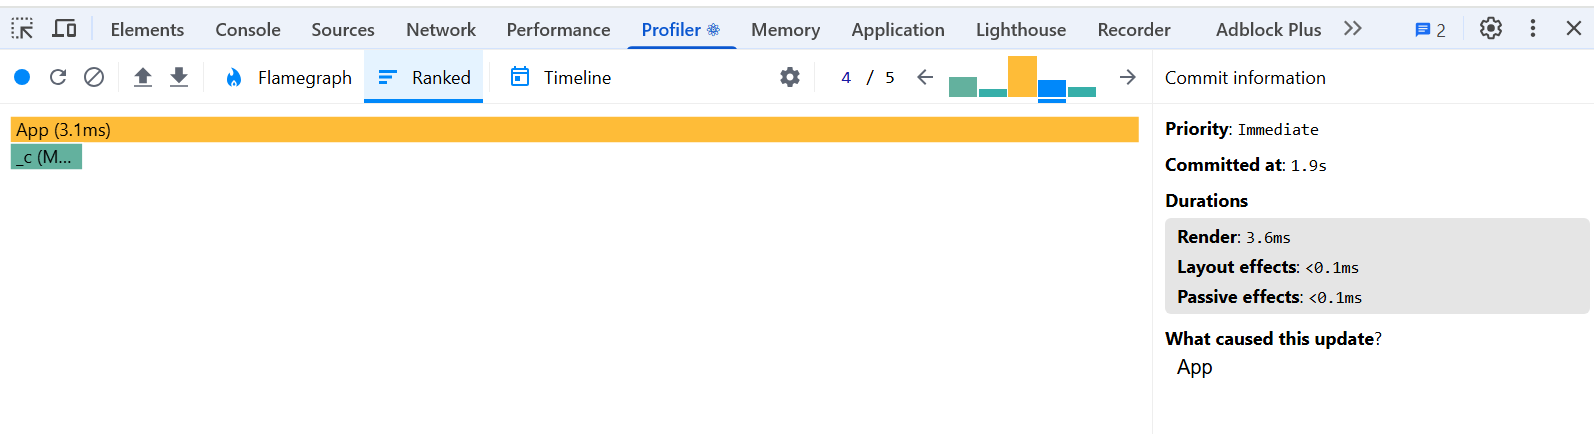 Elements Console Sources Network Performance Profiler Memory Application Lighthouse Recorder Adblock Plus 2
Flamegraph Ranked Timeline 4 / 5 Commit information
App (3.1ms)
_c (M...
Priority: Immediate
Committed at: 1.9s
Durations
Render: 3.6ms
Layout effects: <0.1ms
Passive effects: <0.1ms
What caused this update?
App